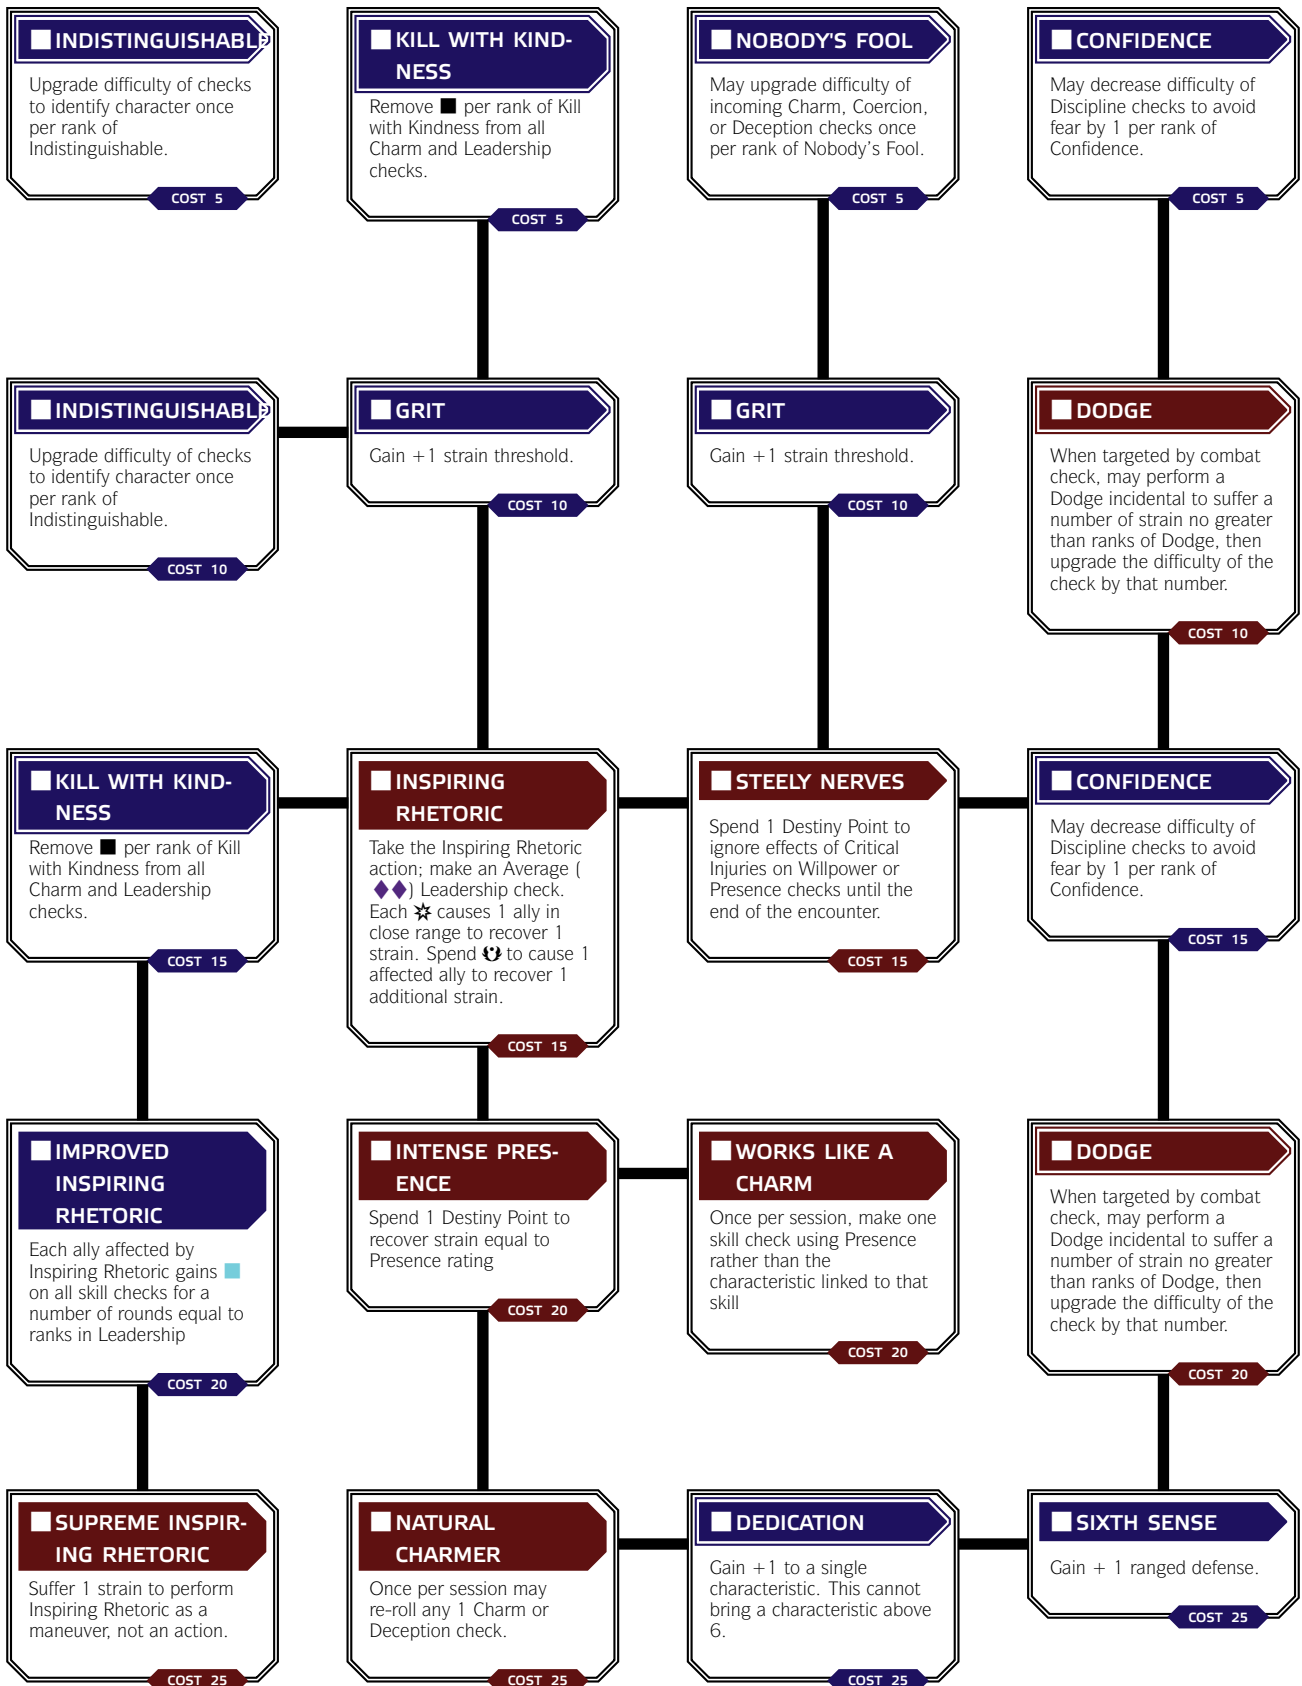 INDISTINGUISHABLE
Upgrade difficulty of checks
to identify character once
per rank of
Indistinguishable.
COST 5
KILL WITH KIND-
NESS
Remove per rank of Kill
with Kindness from all
Charm and Leadership
checks.
COST 5
NOBODY'S FOOL
May upgrade difficulty of
incoming Charm, Coercion,
or Deception checks once
per rank of Nobody's Fool.
COST 5
CONFIDENCE
May decrease difficulty of
Discipline checks to avoid
fear by 1 per rank of
Confidence.
COST 5
INDISTINGUISHABLE
Upgrade difficulty of checks
to identify character once
per rank of
Indistinguishable.
COST 10
GRIT
Gain +1 strain threshold.
COST 10
GRIT
Gain +1 strain threshold.
COST 10
DODGE
When targeted by combat
check, may perform a
Dodge incidental to suffer a
number of strain no greater
than ranks of Dodge, then
upgrade the difficulty of the
check by that number.
COST 10
KILL WITH KIND-
NESS
Remove per rank of Kill
with Kindness from all
Charm and Leadership
checks.
COST 15
INSPIRING
RHETORIC
Take the Inspiring Rhetoric
action; make an Average (
) Leadership check.
Each causes 1 ally in
close range to recover 1
strain. Spend to cause 1
affected ally to recover 1
additional strain.
COST 15
STEELY NERVES
Spend 1 Destiny Point to
ignore effects of Critical
Injuries on Willpower or
Presence checks until the
end of the encounter.
COST 15
CONFIDENCE
May decrease difficulty of
Discipline checks to avoid
fear by 1 per rank of
Confidence.
COST 15
IMPROVED
INSPIRING
RHETORIC
Each ally affected by
Inspiring Rhetoric gains
on all skill checks for a
number of rounds equal to
ranks in Leadership
COST 20
INTENSE PRES-
ENCE
Spend 1 Destiny Point to
recover strain equal to
Presence rating
COST 20
WORKS LIKE A
CHARM
Once per session, make one
skill check using Presence
rather than the
characteristic linked to that
skill
COST 20
DODGE
When targeted by combat
check, may perform a
Dodge incidental to suffer a
number of strain no greater
than ranks of Dodge, then
upgrade the difficulty of the
check by that number.
COST 20
SUPREME INSPIR-
ING RHETORIC
Suffer 1 strain to perform
Inspiring Rhetoric as a
maneuver, not an action.
COST 25
NATURAL
CHARMER
Once per session may
re-roll any 1 Charm or
Deception check.
COST 25
DEDICATION
Gain +1 to a single
characteristic. This cannot
bring a characteristic above
6.
COST 25
SIXTH SENSE
Gain + 1 ranged defense.
COST 25